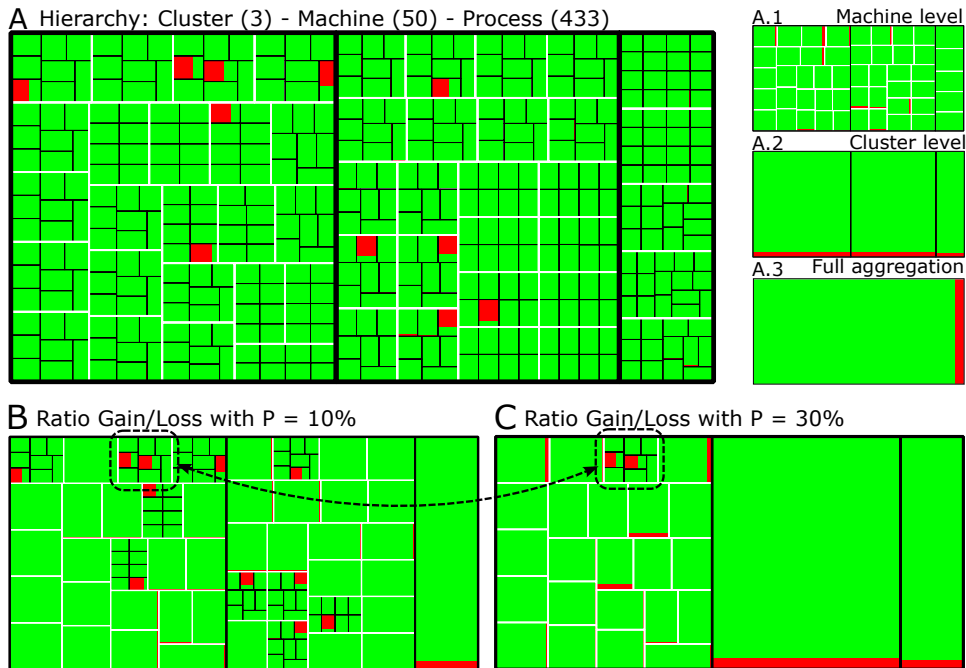 A Hierarchy: Cluster (3) - Machine (50) - Process (433)
A.1 Machine level
A.2 Cluster level
A.3 Full aggregation
B Ratio Gain/Loss with P = 10%
C Ratio Gain/Loss with P = 30%